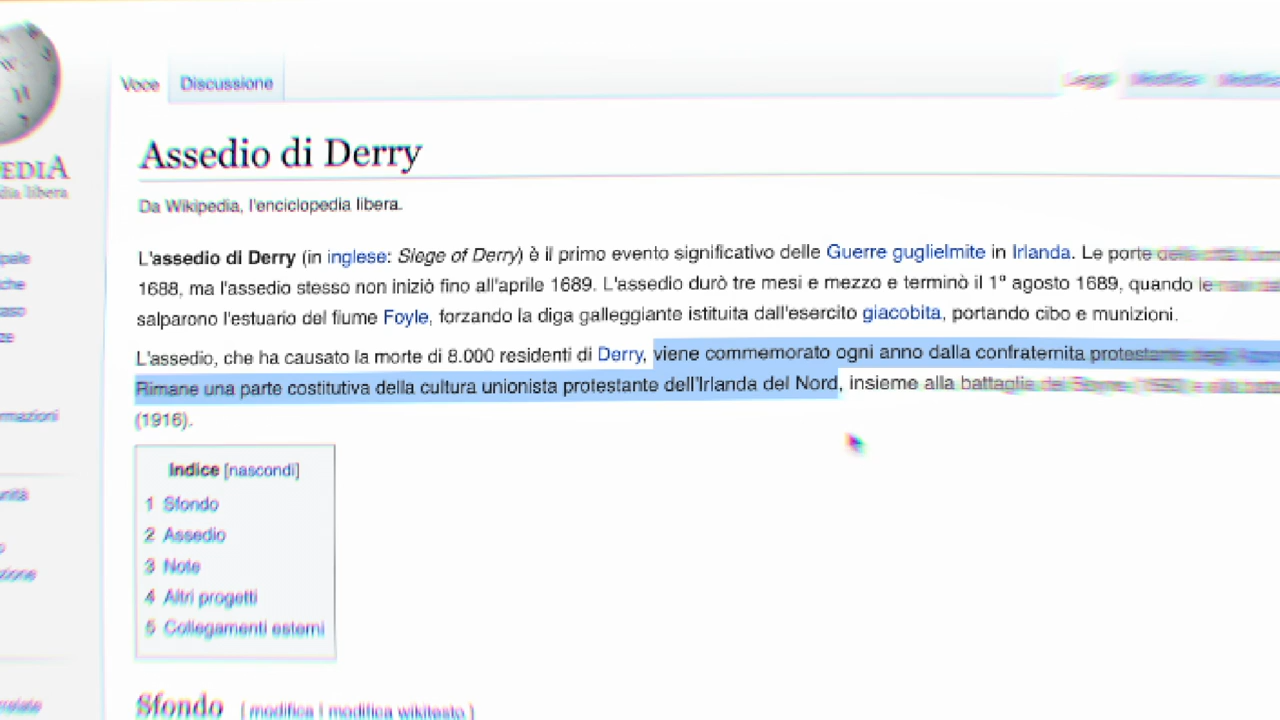 Voce Discussione
Assedio di Derry
EDIA
dia libera
Da Wikipedia, l'enciclopedia libera.
L'assedio di Derry (in inglese: Siege of Derry) è il primo evento significativo delle Guerre guglielmite in Irlanda. Le porte
1688, ma l'assedio stesso non iniziò fino all'aprile 1689. L'assedio durò tre mesi e mezzo e terminò il 1º agosto 1689, quando le
salparono l'estuario del fiume Foyle, forzando la diga galleggiante istituita dall'esercito giacobita, portando cibo e munizioni.
L'assedio, che ha causato la morte di 8.000 residenti di Derry, viene commemorato ogni anno dalla confraternita protestante
Rimane una parte costitutiva della cultura unionista protestante dell'Irlanda del Nord, insieme alla battaglia
(1916).
Indice [nascondi]
1 Sfondo
2 Assedio
3 Note
4 Altri progetti
5 Collegamenti esterni
Sfondo [ modifica | modifica wikitesto ]